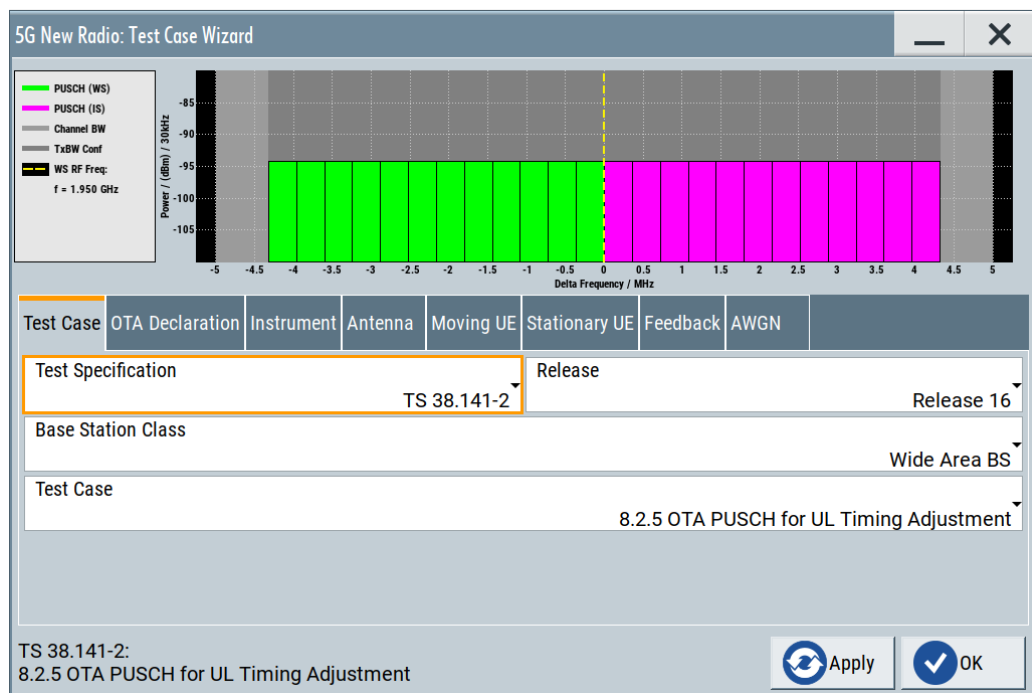 5G New Radio: Test Case Wizard
PUSCH (WS)
PUSCH (IS)
Channel BW
TxBW Conf
WS RF Freq:
f = 1.950 GHz
Power / (dBm) / 30kHz
-85
-90
-95
-100
-105
-5 -4.5 -4 -3.5 -3 -2.5 -2 -1.5 -1 -0.5 0 0.5 1 1.5 2 2.5 3 3.5 4 4.5 5
Delta Frequency / MHz
Test Case OTA Declaration Instrument Antenna Moving UE Stationary UE Feedback AWGN
Test Specification
TS 38.141-2
Release
Release 16
Base Station Class
Wide Area BS
Test Case
8.2.5 OTA PUSCH for UL Timing Adjustment
TS 38.141-2:
8.2.5 OTA PUSCH for UL Timing Adjustment
Apply
OK